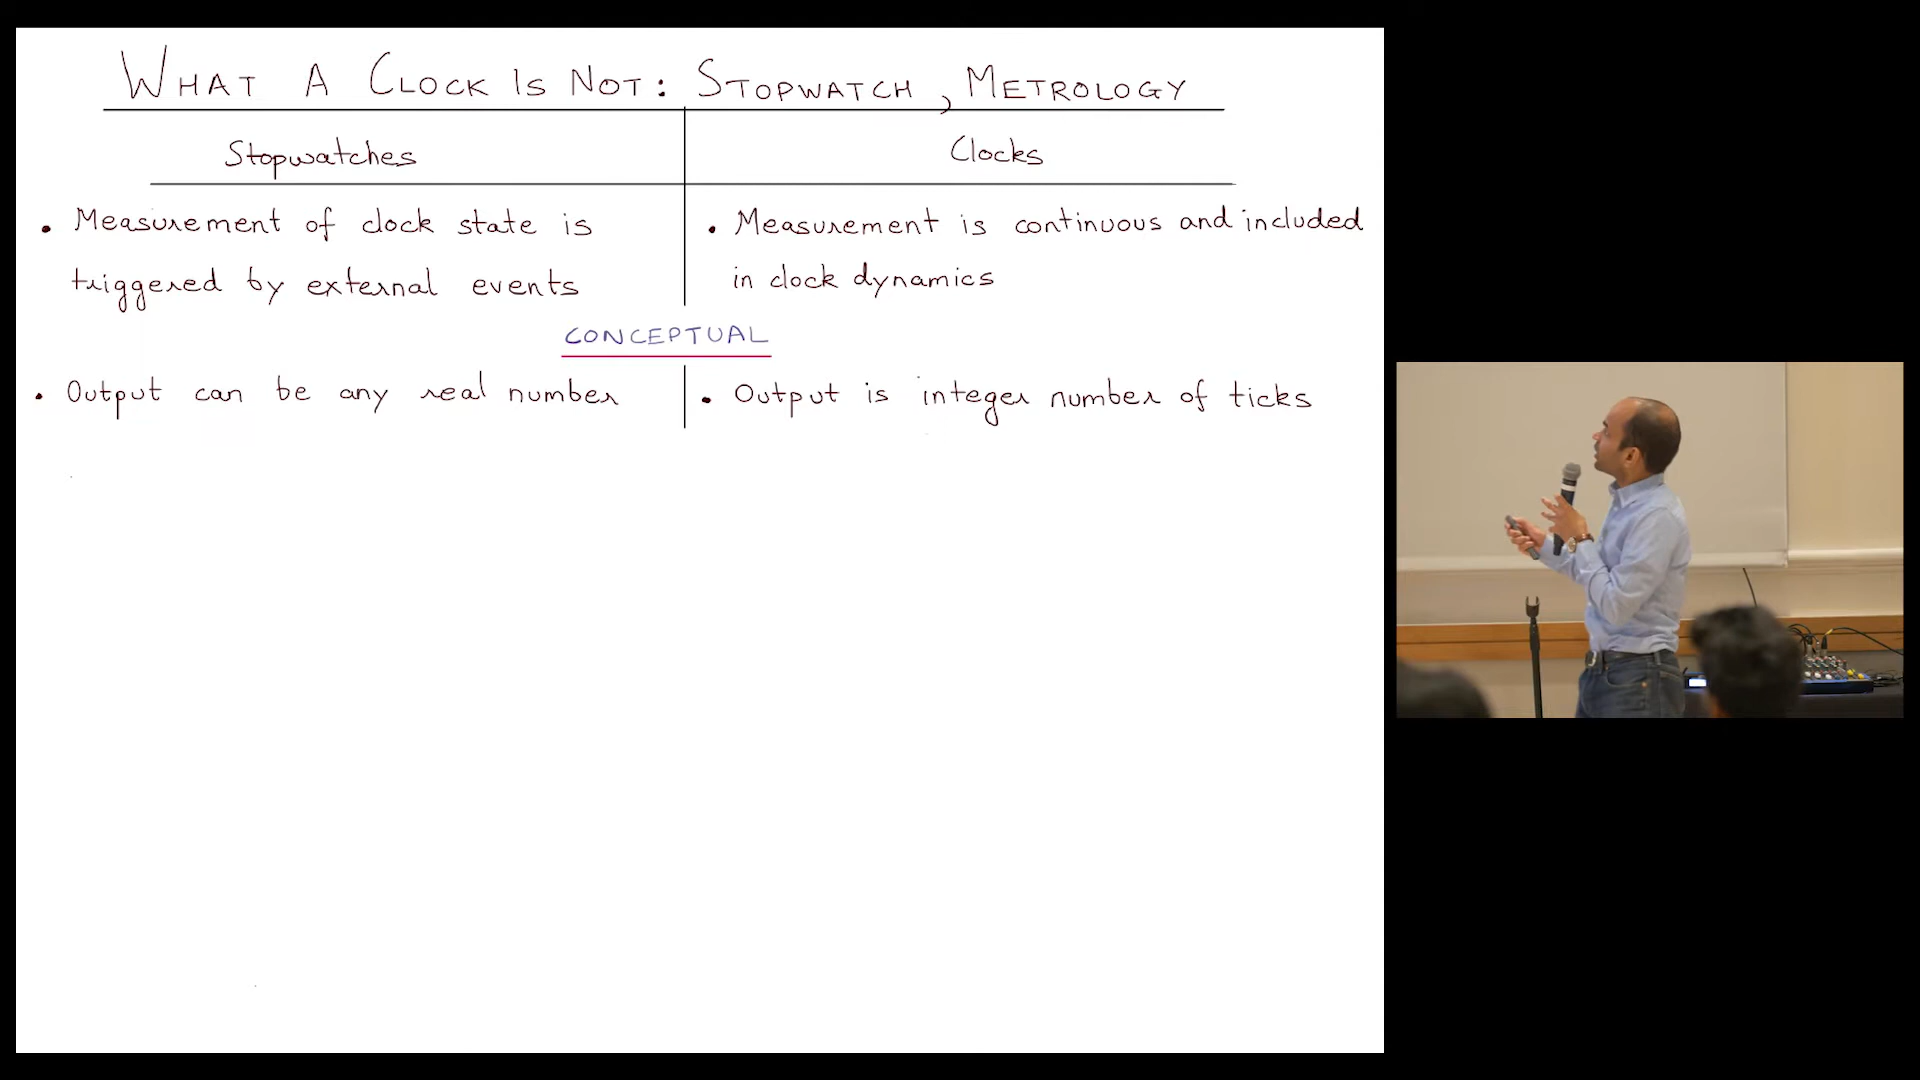 WHAT A CLOCK IS NOT: STOPWATCH, METROLOGY
Stopwatches
Clocks
• Measurement of clock state is
triggered by external events
• Measurement is continuous and included
in clock dynamics
CONCEPTUAL
• Output can be any real number
• Output is integer number of ticks